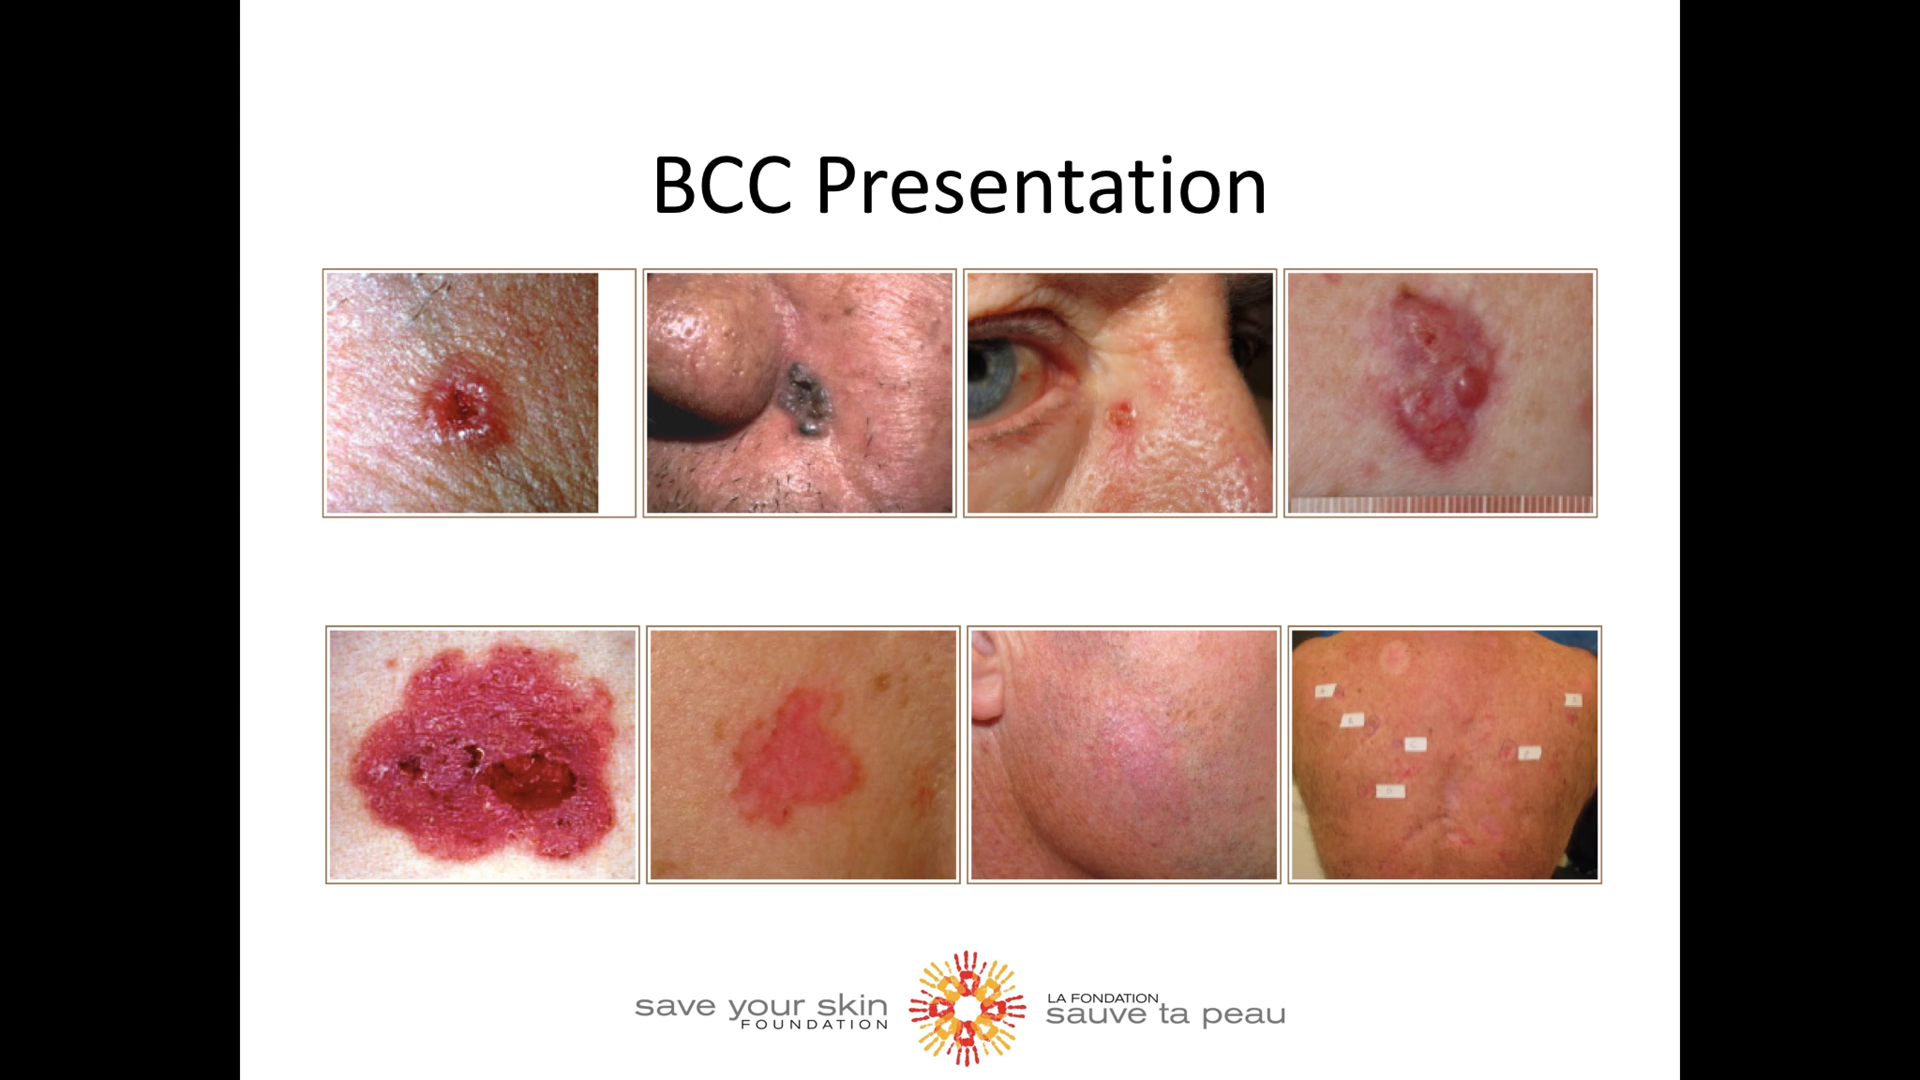 BCC Presentation
save your skin
FOUNDATION
LA FONDATION
sauve ta peau